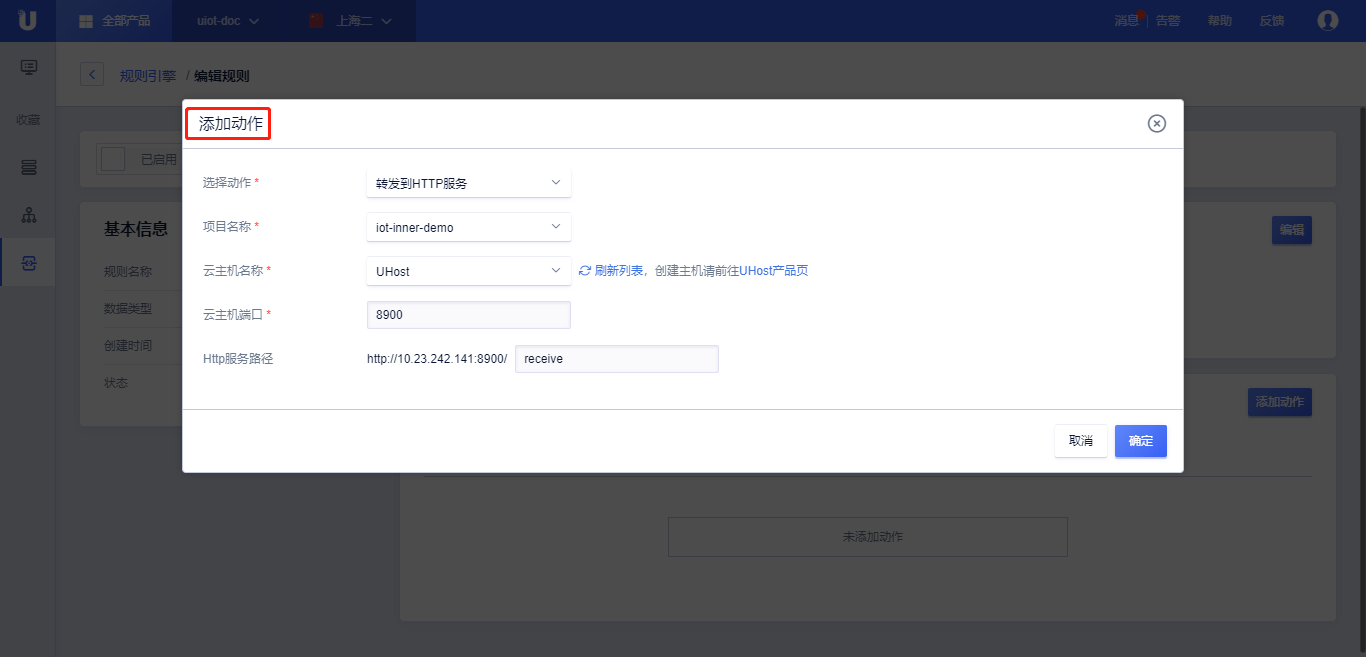 全部产品
uiot-doc
上海二
消息
告警
帮助
反馈
收藏
规则引擎 / 编辑规则
已启用
添加动作
选择动作 *
转发到HTTP服务
项目名称 *
iot-inner-demo
云主机名称 *
UHost
刷新列表，创建主机请前往UHost产品页
云主机端口 *
8900
Http服务路径
http://10.23.242.141:8900/
receive
取消
确定
基本信息
编辑
规则名称
数据类型
创建时间
状态
添加动作
未添加动作